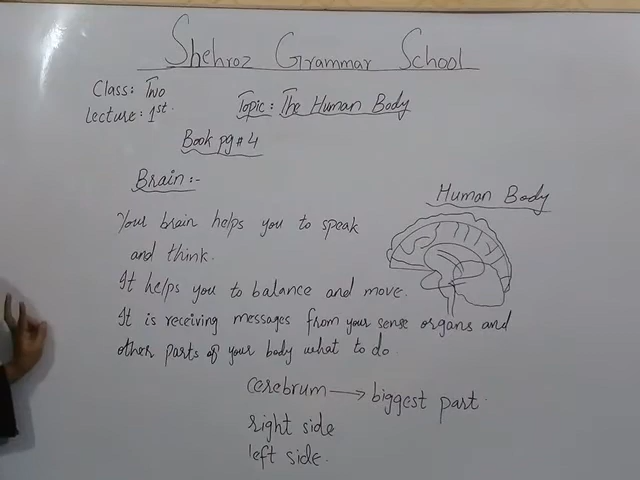 Shehroz Grammar School
Class: Two
Lecture: 1st.
Topic: The Human Body
Book pg # 4
Brain:-
Human Body
Your brain helps you to speak
and think.
It helps you to balance and move.
It is receiving messages from your sense organs and
other parts of your body what to do.
cerebrum → biggest part.
right side
left side.